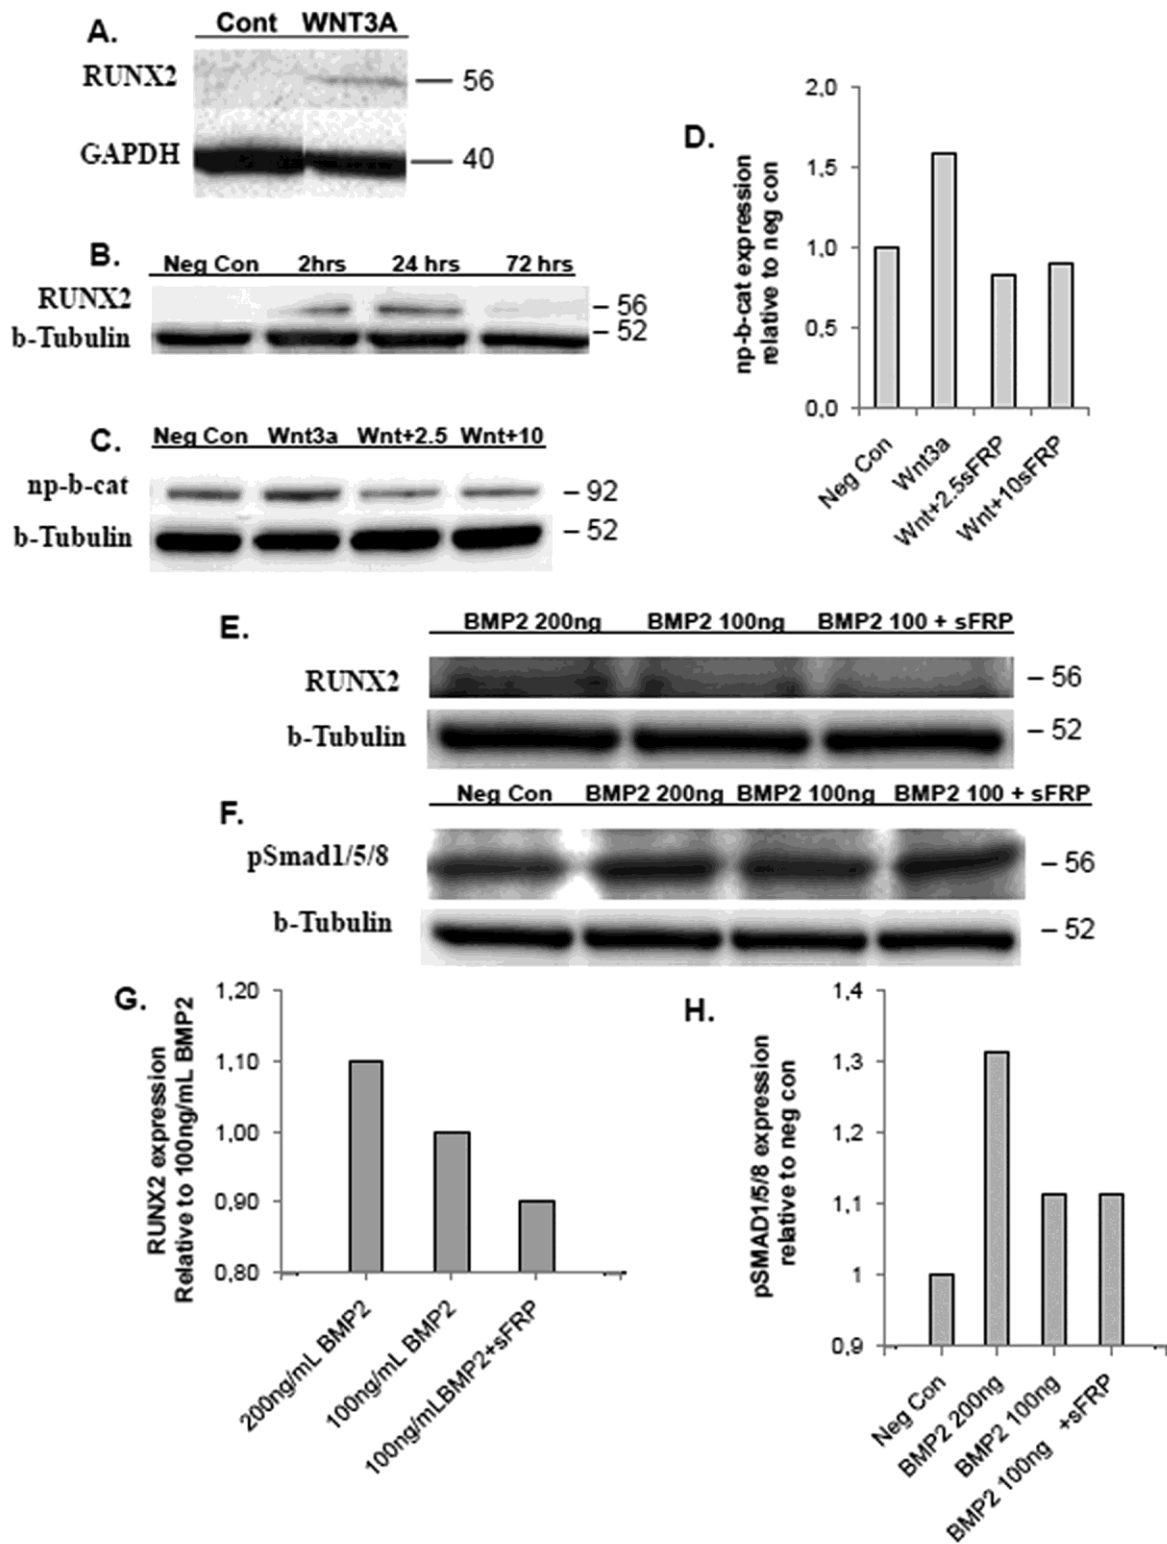 A.
Cont WNT3A
RUNX2
56
GAPDH
40
B.
Neg Con 2hrs 24 hrs 72 hrs
RUNX2
– 56
b-Tubulin
– 52
C.
Neg Con Wnt3a Wnt+2.5 Wnt+10
np-b-cat
– 92
b-Tubulin
– 52
D.
np-b-cat expression
relative to neg con
2,0
1,5
1,0
0,5
0,0
Neg Con
Wnt3a
Wnt+2.5sFRP
Wnt+10sFRP
E.
BMP2 200ng BMP2 100ng BMP2 100 + sFRP
RUNX2
– 56
b-Tubulin
– 52
F.
Neg Con BMP2 200ng BMP2 100ng BMP2 100 + sFRP
pSmad1/5/8
– 56
b-Tubulin
– 52
G.
RUNX2 expression
Relative to 100ng/mL BMP2
1,20
1,10
1,00
0,90
0,80
200ng/mL BMP2
100ng/mL BMP2
100ng/mLBMP2+sFRP
H.
pSMAD1/5/8 expression
relative to neg con
1,4
1,3
1,2
1,1
1
0,9
Neg Con
BMP2 200ng
BMP2 100ng
BMP2 100ng +sFRP